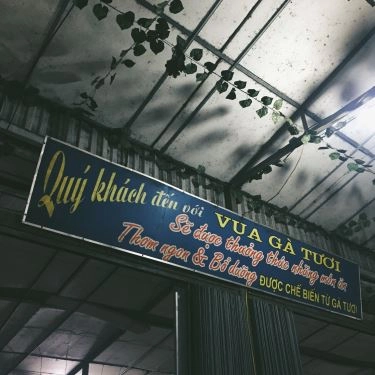 Quý khách đến với VUA GÀ TƯƠI
Sẽ được thưởng thức những món ăn
Thơm ngon & Bổ dưỡng ĐƯỢC CHẾ BIẾN TỪ GÀ TƯƠI